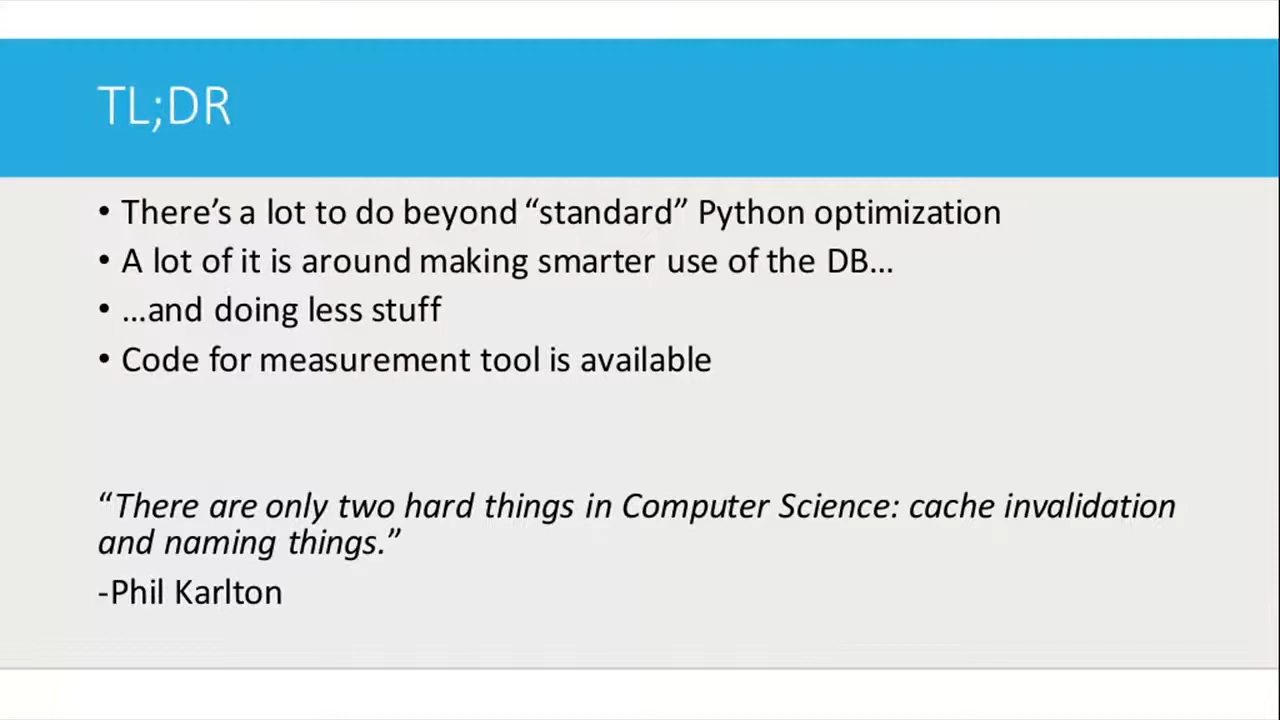 TL;DR
• There’s a lot to do beyond “standard” Python optimization
• A lot of it is around making smarter use of the DB…
• …and doing less stuff
• Code for measurement tool is available
“There are only two hard things in Computer Science: cache invalidation
and naming things.”
-Phil Karlton